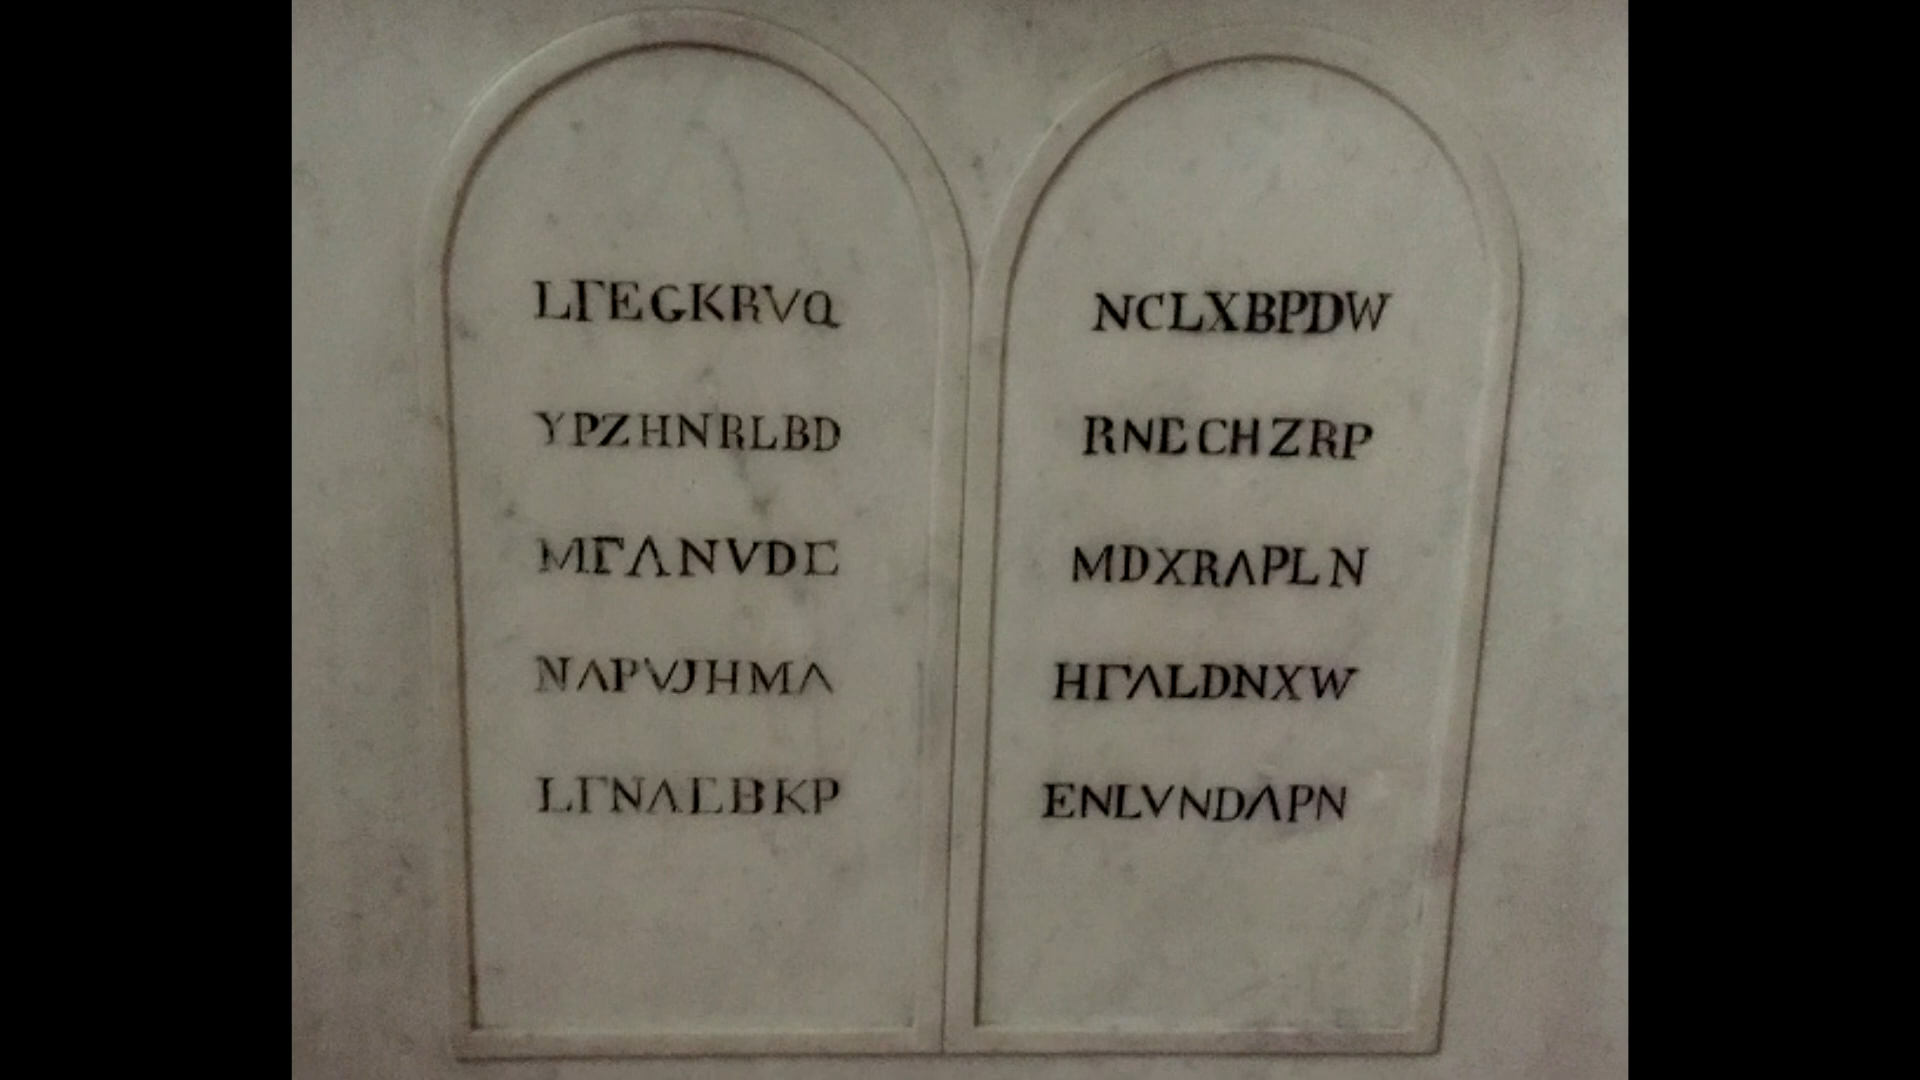 LΓEGKRVQ
YPZHNRLBD
MΓΛNVDE
NΛPVJHMΛ
LΓNΛEBKP
NCLXBPDW
RNECHZRP
MDXRΛPLN
HΓΛLDNXW
ENLVNDΛPN